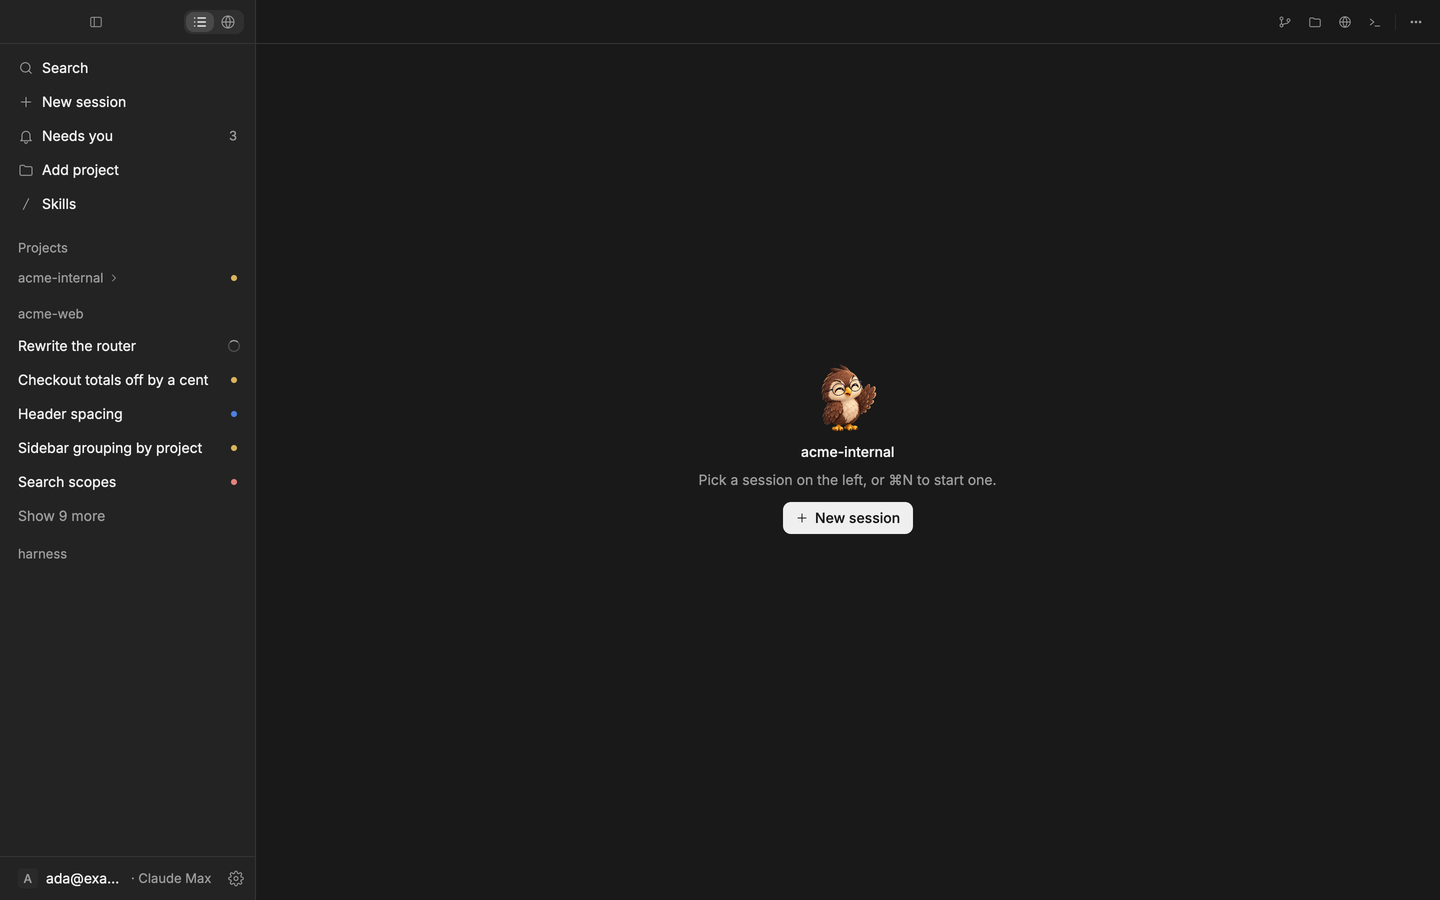 Search
New session
Needs you 3
Add project
Skills
Projects
acme-internal
acme-web
Rewrite the router
Checkout totals off by a cent
Header spacing
Sidebar grouping by project
Search scopes
Show 9 more
harness
A ada@exa... · Claude Max
acme-internal
Pick a session on the left, or ⌘N to start one.
New session